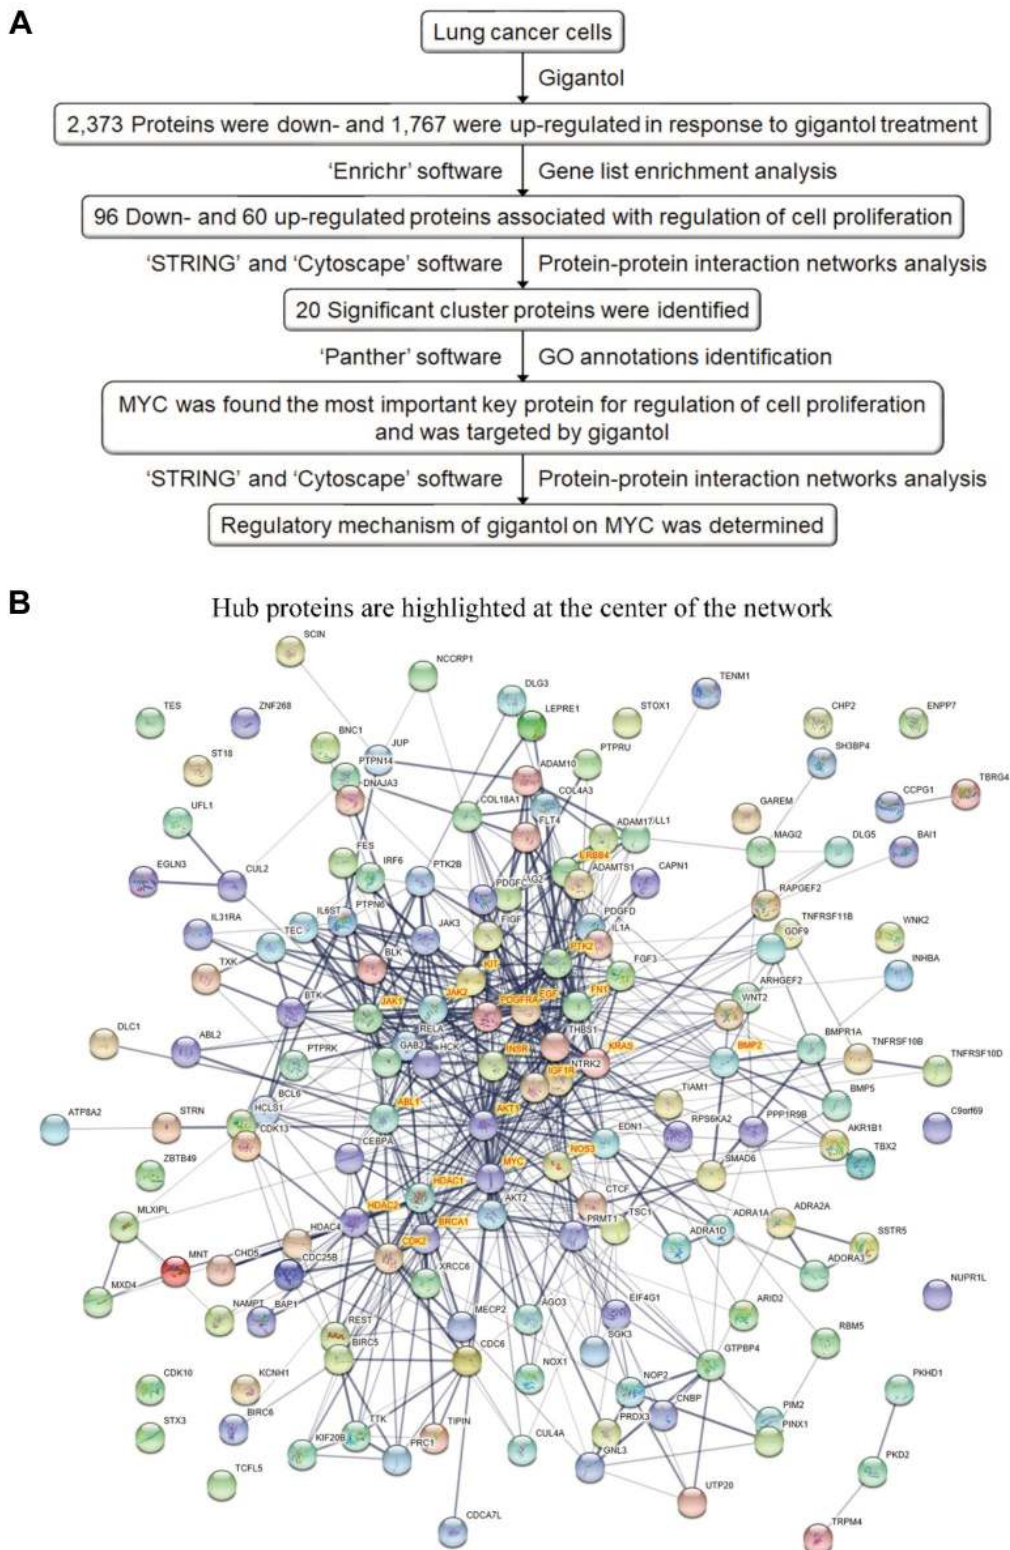 A
Lung cancer cells
Gigantol
2,373 Proteins were down- and 1,767 were up-regulated in response to gigantol treatment
‘Enrichr’ software Gene list enrichment analysis
96 Down- and 60 up-regulated proteins associated with regulation of cell proliferation
‘STRING’ and ‘Cytoscape’ software Protein-protein interaction networks analysis
20 Significant cluster proteins were identified
‘Panther’ software GO annotations identification
MYC was found the most important key protein for regulation of cell proliferation
and was targeted by gigantol
‘STRING’ and ‘Cytoscape’ software Protein-protein interaction networks analysis
Regulatory mechanism of gigantol on MYC was determined
B
Hub proteins are highlighted at the center of the network
SCIN
NCCRP1
DLG3
TENM1
TES
ZNF268
LEPRE1
STOX1
CHP2
ENPP7
BNC1
JUP
PTPRU
SH3BP4
ST18
PTPN14
ADAM10
DNAJA3
COL4A3
CCPG1
TBRG4
COL18A1
FLT4
GAREM
UFL1
ADAM17
LL1
MAGI2
DLG5
BAI1
FES
IRF6
PTK2B
ERBB4
ADAMTS1
CAPN1
EGLN3
CUL2
PDGFC
AG2
RAPGEF2
IL31RA
IL6ST
PTPN6
FIGF
PDGFD
TNFRSF11B
WNK2
TEC
JAK3
IL1A
GDF9
TXK
BLK
KIT
PTK2
FGF3
INHBA
BTK
JAK1
JAK2
PDGFRA
EGF
FN1
ARHGEF2
WNT2
DLC1
ABL2
RELA
THBS1
BMPR1A
PTPRK
GAB2
HCK
INSR
NTRK2
KRAS
BMP2
TNFRSF10B
TNFRSF10D
IGF1R
BCL6
TIAM1
BMP5
ATP8A2
STRN
HCLS1
ABL1
AKT1
RPS6KA2
PPP1R9B
C9orf69
CDK13
EDN1
AKR1B1
ZBTB49
CEBPA
NOS3
SMAD6
TBX2
MYC
MLXIPL
HDAC1
CTCF
HDAC2
AKT2
TSC1
ADRA1A
ADRA2A
HDAC4
BRCA1
PRMT1
ADRA1D
SSTR5
MNT
CHD5
CDC25B
CDK2
ADORA3
MXD4
XRCC6
NUPR1L
NAMPT
BAP1
MECP2
AGO3
EIF4G1
ARID2
REST
SGK3
RBM5
BIRC5
CDC6
GTPBP4
CDK10
KCNH1
NOX1
NOP2
PKHD1
CNBP
PIM2
STX3
BIRC6
TTK
TIPIN
PRDX3
PINX1
KIF20B
PRC1
CUL4A
GNL3
TCFL5
UTP20
PKD2
CDCA7L
TRPM4